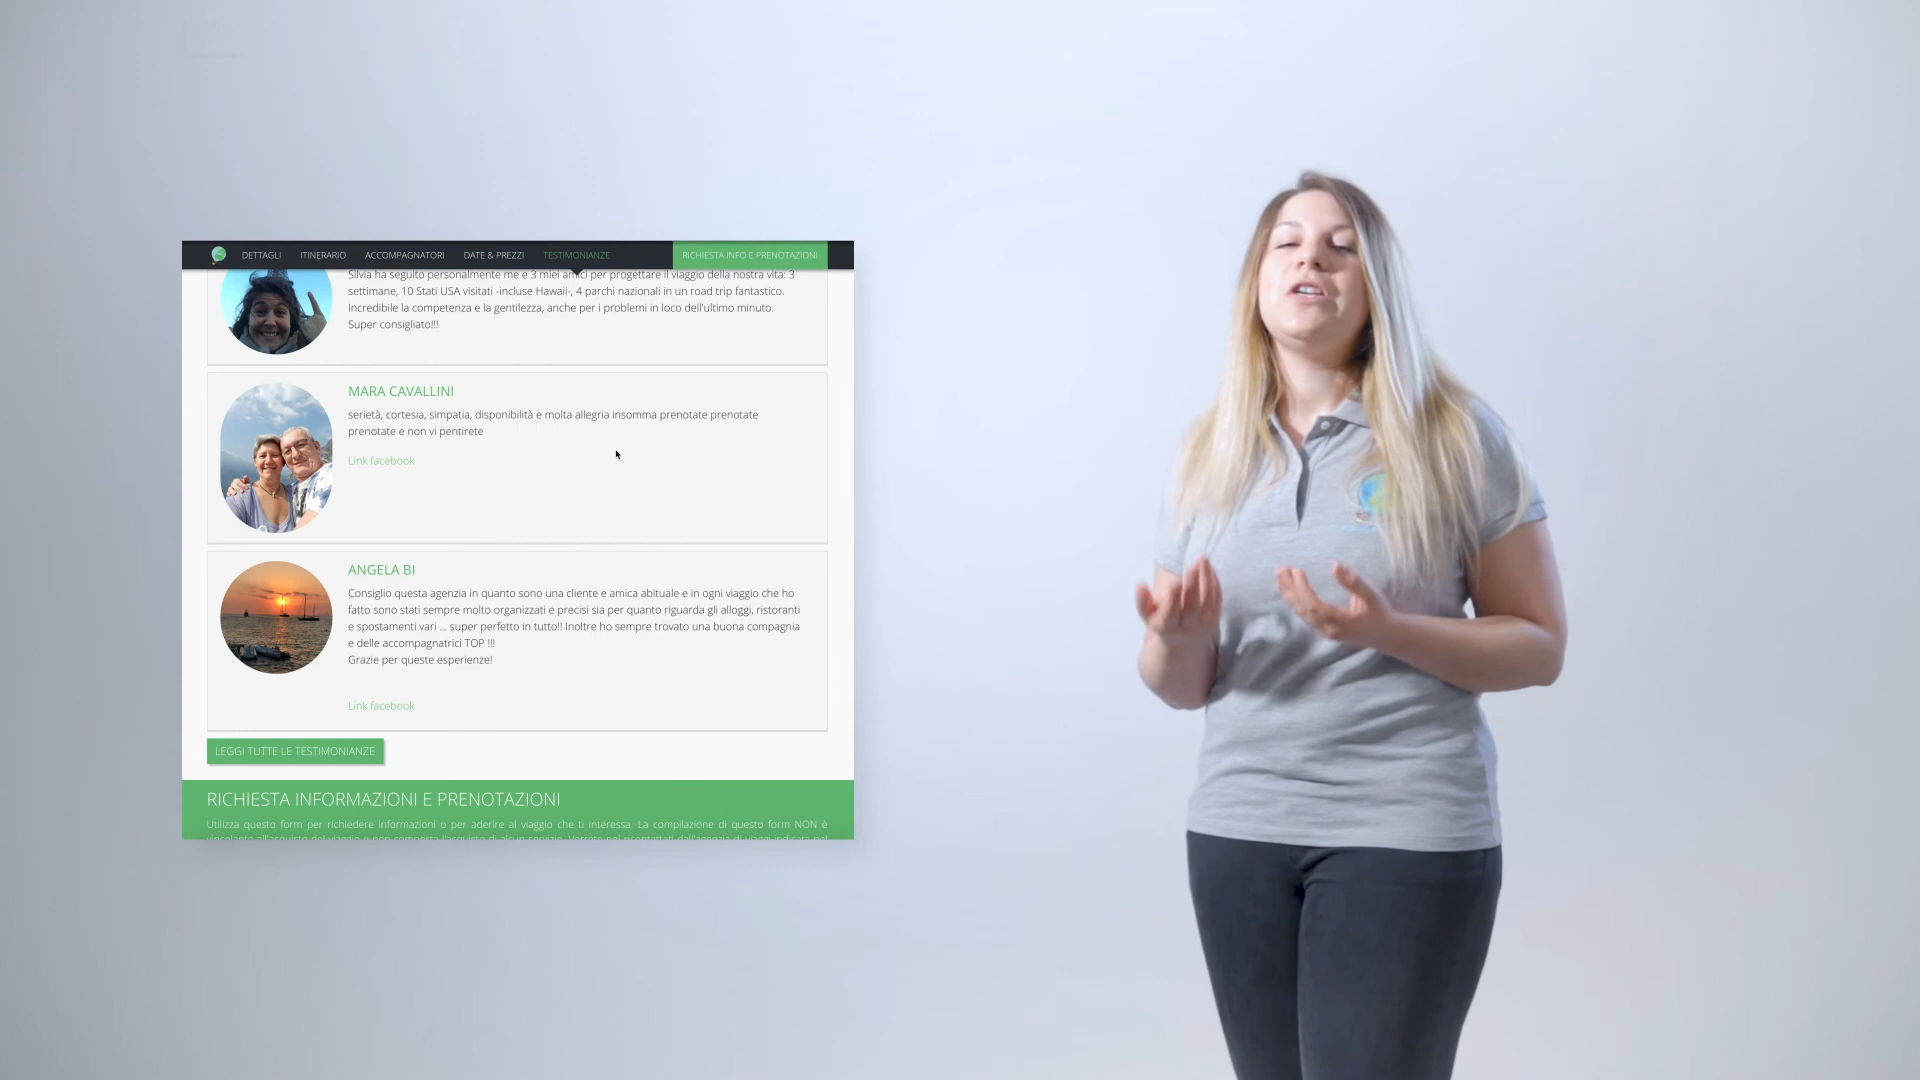 DETTAGLI ITINERARIO ACCOMPAGNATORI DATE & PREZZI TESTIMONIANZE RICHIESTA INFO E PRENOTAZIONI
Silvia ha seguito personalmente me e 3 miei amici per progettare il viaggio della nostra vita: 3
settimane, 10 Stati USA visitati -incluse Hawaii-, 4 parchi nazionali in un road trip fantastico.
Incredibile la competenza e la gentilezza, anche per i problemi in loco dell'ultimo minuto.
Super consigliato!!!
MARA CAVALLINI
serietà, cortesia, simpatia, disponibilità e molta allegria insomma prenotate prenotate
prenotate e non vi pentirete
Link facebook
ANGELA BI
Consiglio questa agenzia in quanto sono una cliente e amica abituale e in ogni viaggio che ho
fatto sono stati sempre molto organizzati e precisi sia per quanto riguarda gli alloggi, ristoranti
e spostamenti vari ... super perfetto in tutto!! Inoltre ho sempre trovato una buona compagnia
e delle accompagnatrici TOP !!!
Grazie per queste esperienze!
Link facebook
LEGGI TUTTE LE TESTIMONIANZE
RICHIESTA INFORMAZIONI E PRENOTAZIONI
Utilizza questo form per richiedere informazioni o per aderire al viaggio che ti interessa. La compilazione di questo form NON è